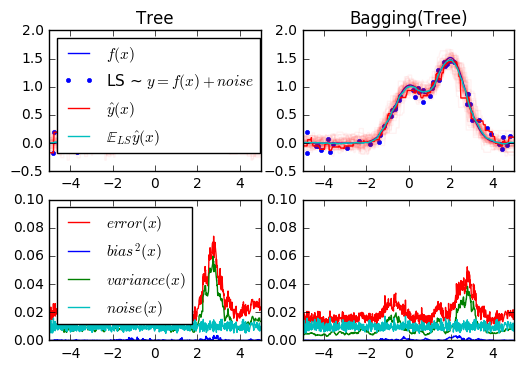 Tree Bagging(Tree)
2.0
1.5
1.0
0.5
0.0
−0.5
f(x)
LS ~ y = f(x) + noise
ŷ(x)
𝔼_LS ŷ(x)
−4 −2 0 2 4
−4 −2 0 2 4
0.10
0.08
0.06
0.04
0.02
0.00
error(x)
bias²(x)
variance(x)
noise(x)
0.10
0.08
0.06
0.04
0.02
0.00
−4 −2 0 2 4
−4 −2 0 2 4
2.0
1.5
1.0
0.5
0.0
−0.5